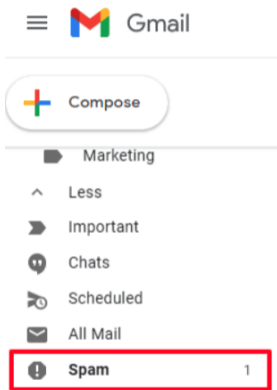 Gmail
Compose
Marketing
Less
Important
Chats
Scheduled
All Mail
Spam 1